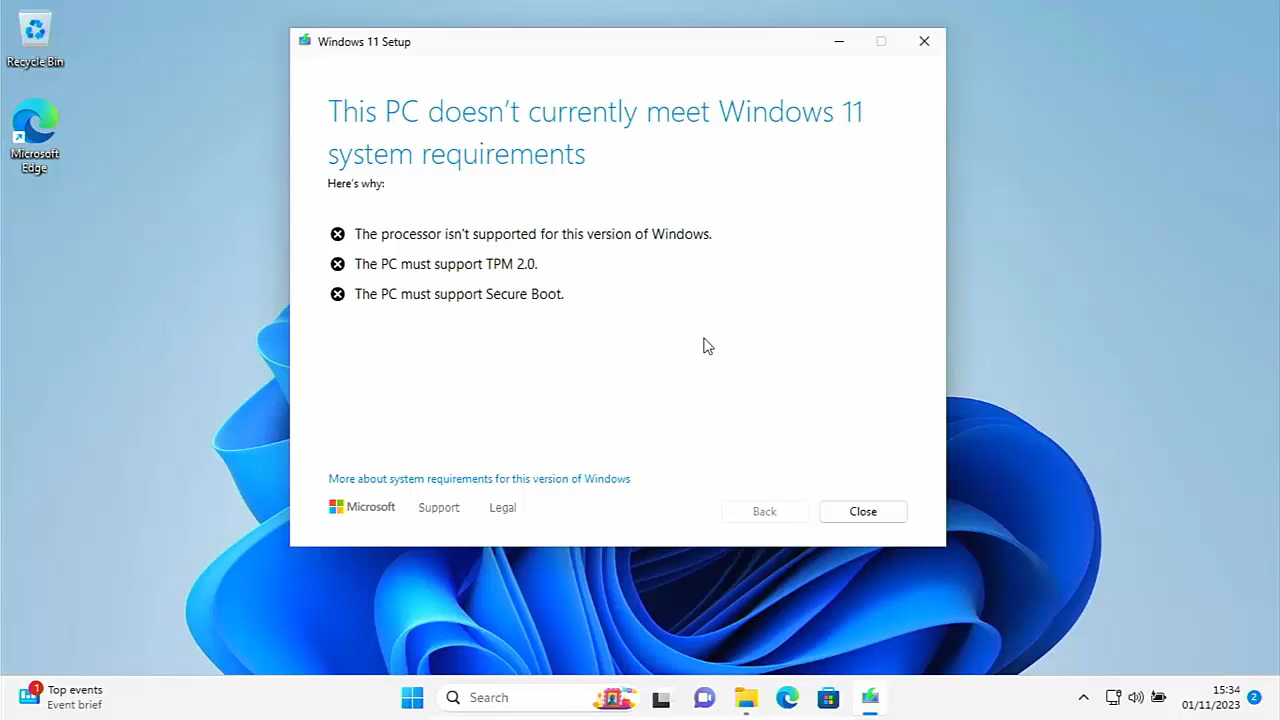 Recycle Bin
Microsoft
Edge
Windows 11 Setup
This PC doesn't currently meet Windows 11
system requirements
Here's why:
The processor isn't supported for this version of Windows.
The PC must support TPM 2.0.
The PC must support Secure Boot.
More about system requirements for this version of Windows
Microsoft Support Legal Back Close
1 Top events
Event brief
Search
15:34
01/11/2023
2